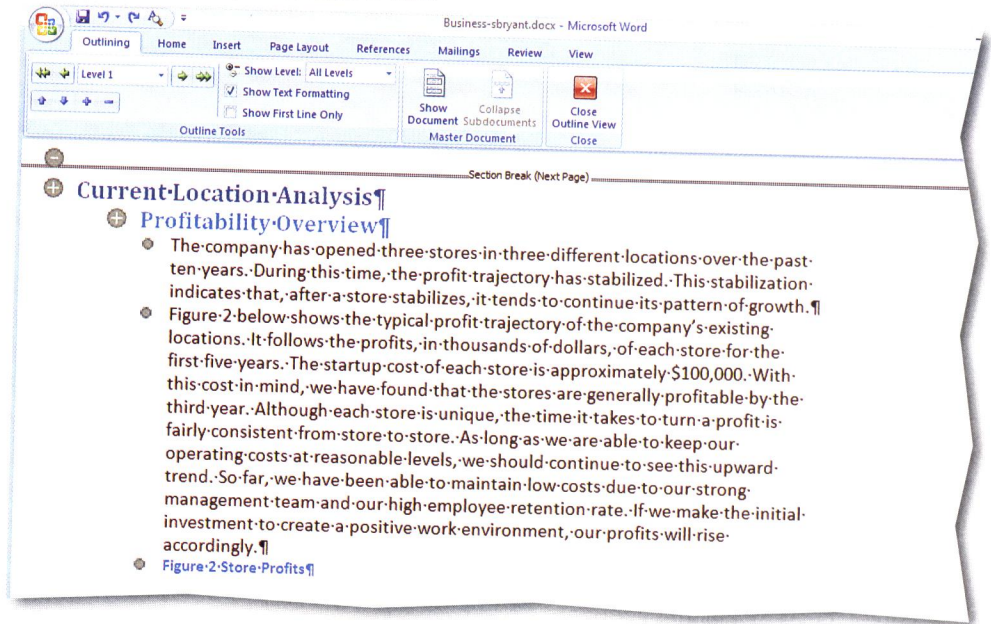 Business-sbryant.docx - Microsoft Word
Outlining Home Insert Page Layout References Mailings Review View
Level 1
Show Level: All Levels
Show Text Formatting
Show First Line Only
Outline Tools
Show Document
Collapse Subdocuments
Master Document
Close Outline View
Close
Section Break (Next Page)
Current·Location·Analysis¶
Profitability·Overview¶
The·company·has·opened·three·stores·in·three·different·locations·over·the·past·
ten·years.·During·this·time,·the·profit·trajectory·has·stabilized.·This·stabilization·
indicates·that,·after·a·store·stabilizes,·it·tends·to·continue·its·pattern·of·growth.¶
Figure·2·below·shows·the·typical·profit·trajectory·of·the·company's·existing·
locations.·It·follows·the·profits,·in·thousands·of·dollars,·of·each·store·for·the·
first·five·years.·The·startup·cost·of·each·store·is·approximately·$100,000.·With·
this·cost·in·mind,·we·have·found·that·the·stores·are·generally·profitable·by·the·
third·year.·Although·each·store·is·unique,·the·time·it·takes·to·turn·a·profit·is·
fairly·consistent·from·store·to·store.·As·long·as·we·are·able·to·keep·our·
operating·costs·at·reasonable·levels,·we·should·continue·to·see·this·upward·
trend.·So·far,·we·have·been·able·to·maintain·low·costs·due·to·our·strong·
management·team·and·our·high·employee·retention·rate.·If·we·make·the·initial·
investment·to·create·a·positive·work·environment,·our·profits·will·rise·
accordingly.¶
Figure·2·Store·Profits¶